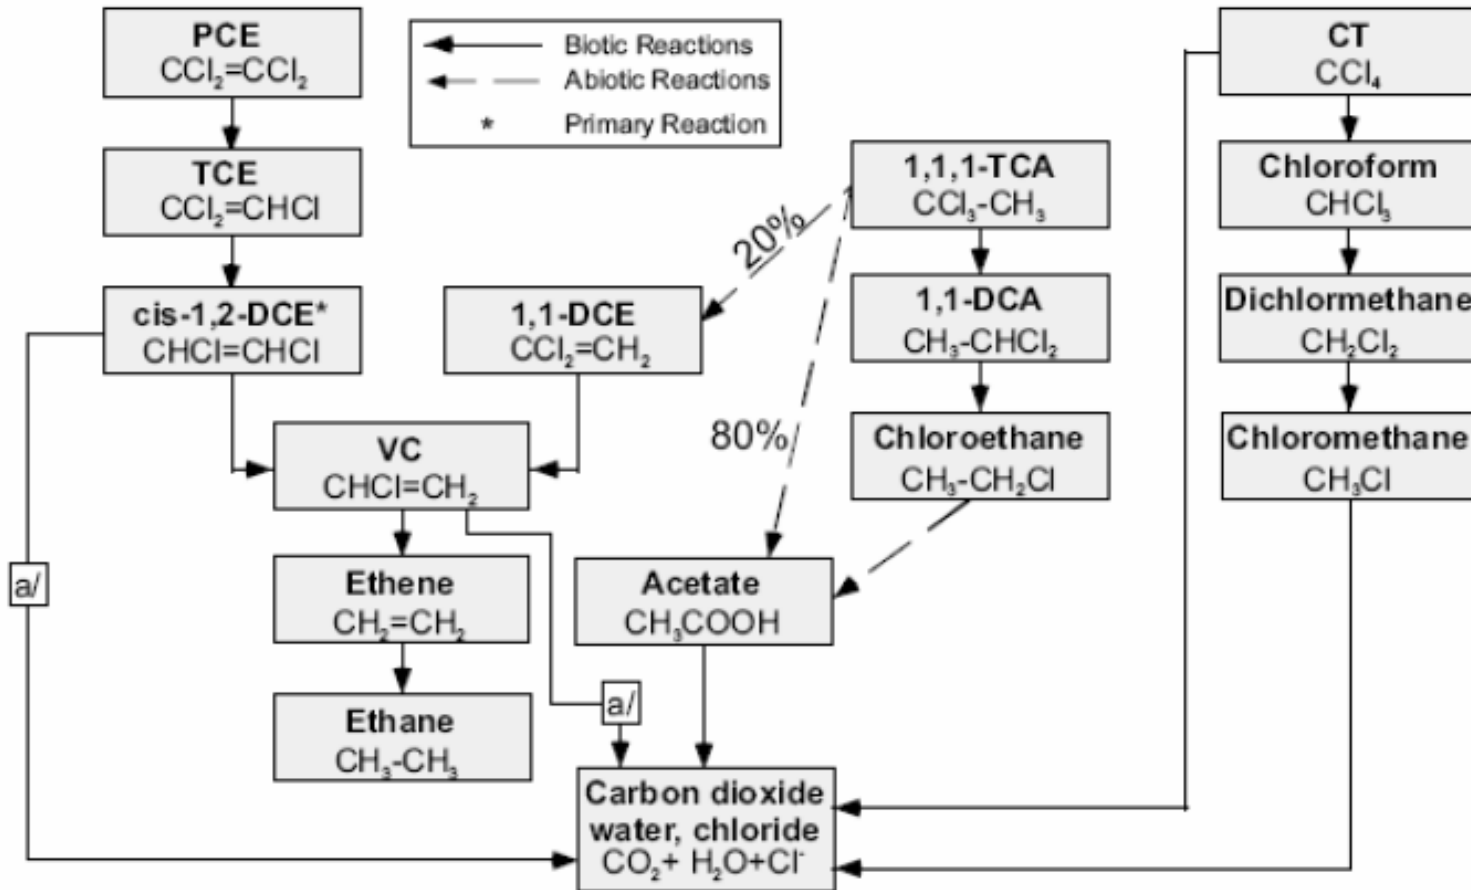 PCE
CCl₂=CCl₂
Biotic Reactions
Abiotic Reactions
* Primary Reaction
CT
CCl₄
TCE
CCl₂=CHCl
1,1,1-TCA
CCl₃-CH₃
Chloroform
CHCl₃
20%
cis-1,2-DCE*
CHCl=CHCl
1,1-DCE
CCl₂=CH₂
1,1-DCA
CH₃-CHCl₂
Dichlormethane
CH₂Cl₂
80%
VC
CHCl=CH₂
Chloroethane
CH₃-CH₂Cl
Chloromethane
CH₃Cl
a/
Ethene
CH₂=CH₂
Acetate
CH₃COOH
Ethane
CH₃-CH₃
a/
Carbon dioxide
water, chloride
CO₂+ H₂O+Cl⁻